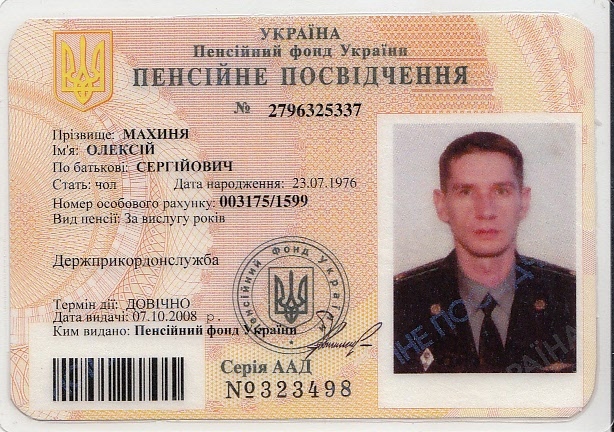 УКРАЇНА
Пенсійний фонд України
ПЕНСІЙНЕ ПОСВІДЧЕННЯ
№ 2796325337
Прізвище: МАХИНЯ
Ім'я: ОЛЕКСІЙ
По батькові: СЕРГІЙОВИЧ
Стать: чол Дата народження: 23.07.1976
Номер особового рахунку: 003175/1599
Вид пенсії: За вислугу років
Держприкордонслужба
Термін дії: ДОВІЧНО
Дата видачі: 07.10.2008 р.
Ким видано: Пенсійний фонд України
Пенсійний фонд України
Серія ААД
№323498
УКРАЇНА